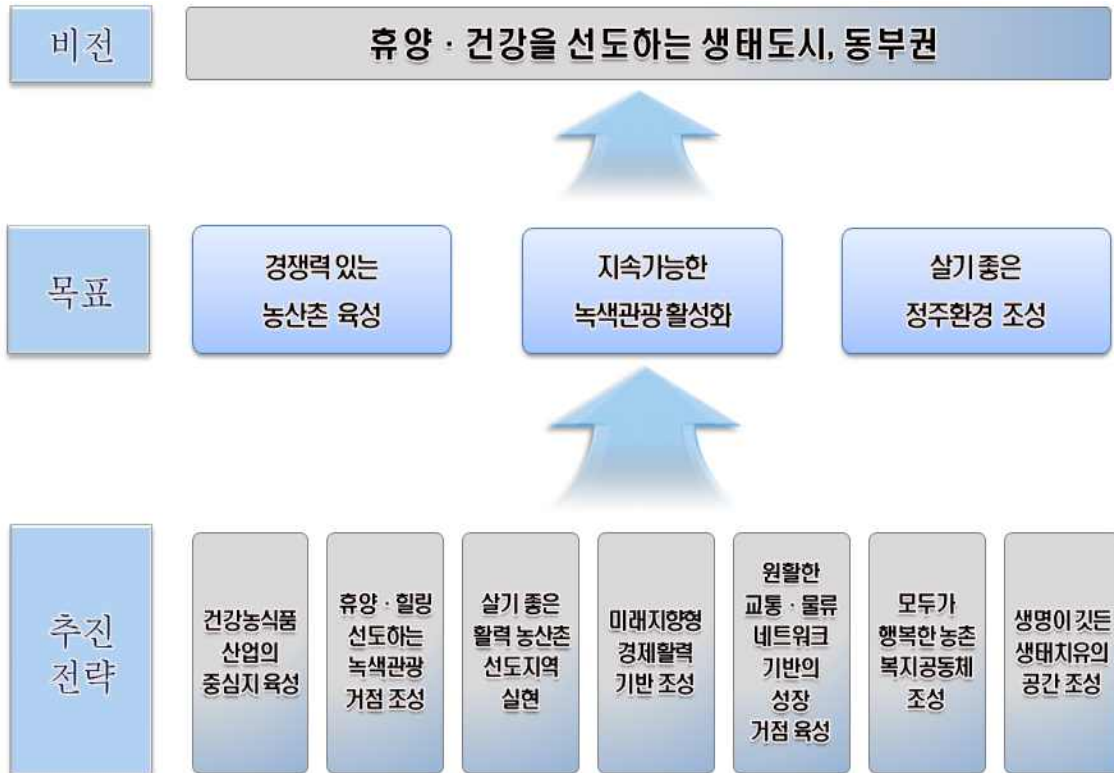 비전
휴양 · 건강을 선도하는 생태도시, 동부권
목표
경쟁력 있는
농산촌 육성
지속가능한
녹색관광 활성화
살기 좋은
정주환경 조성
추진
전략
건강농식품
산업의
중심지 육성
휴양 · 힐링
선도하는
녹색관광
거점 조성
살기 좋은
활력 농산촌
선도지역
실현
미래지향형
경제활력
기반 조성
원활한
교통 · 물류
네트워크
기반의
성장
거점 육성
모두가
행복한 농촌
복지공동체
조성
생명이 깃든
생태치유의
공간 조성